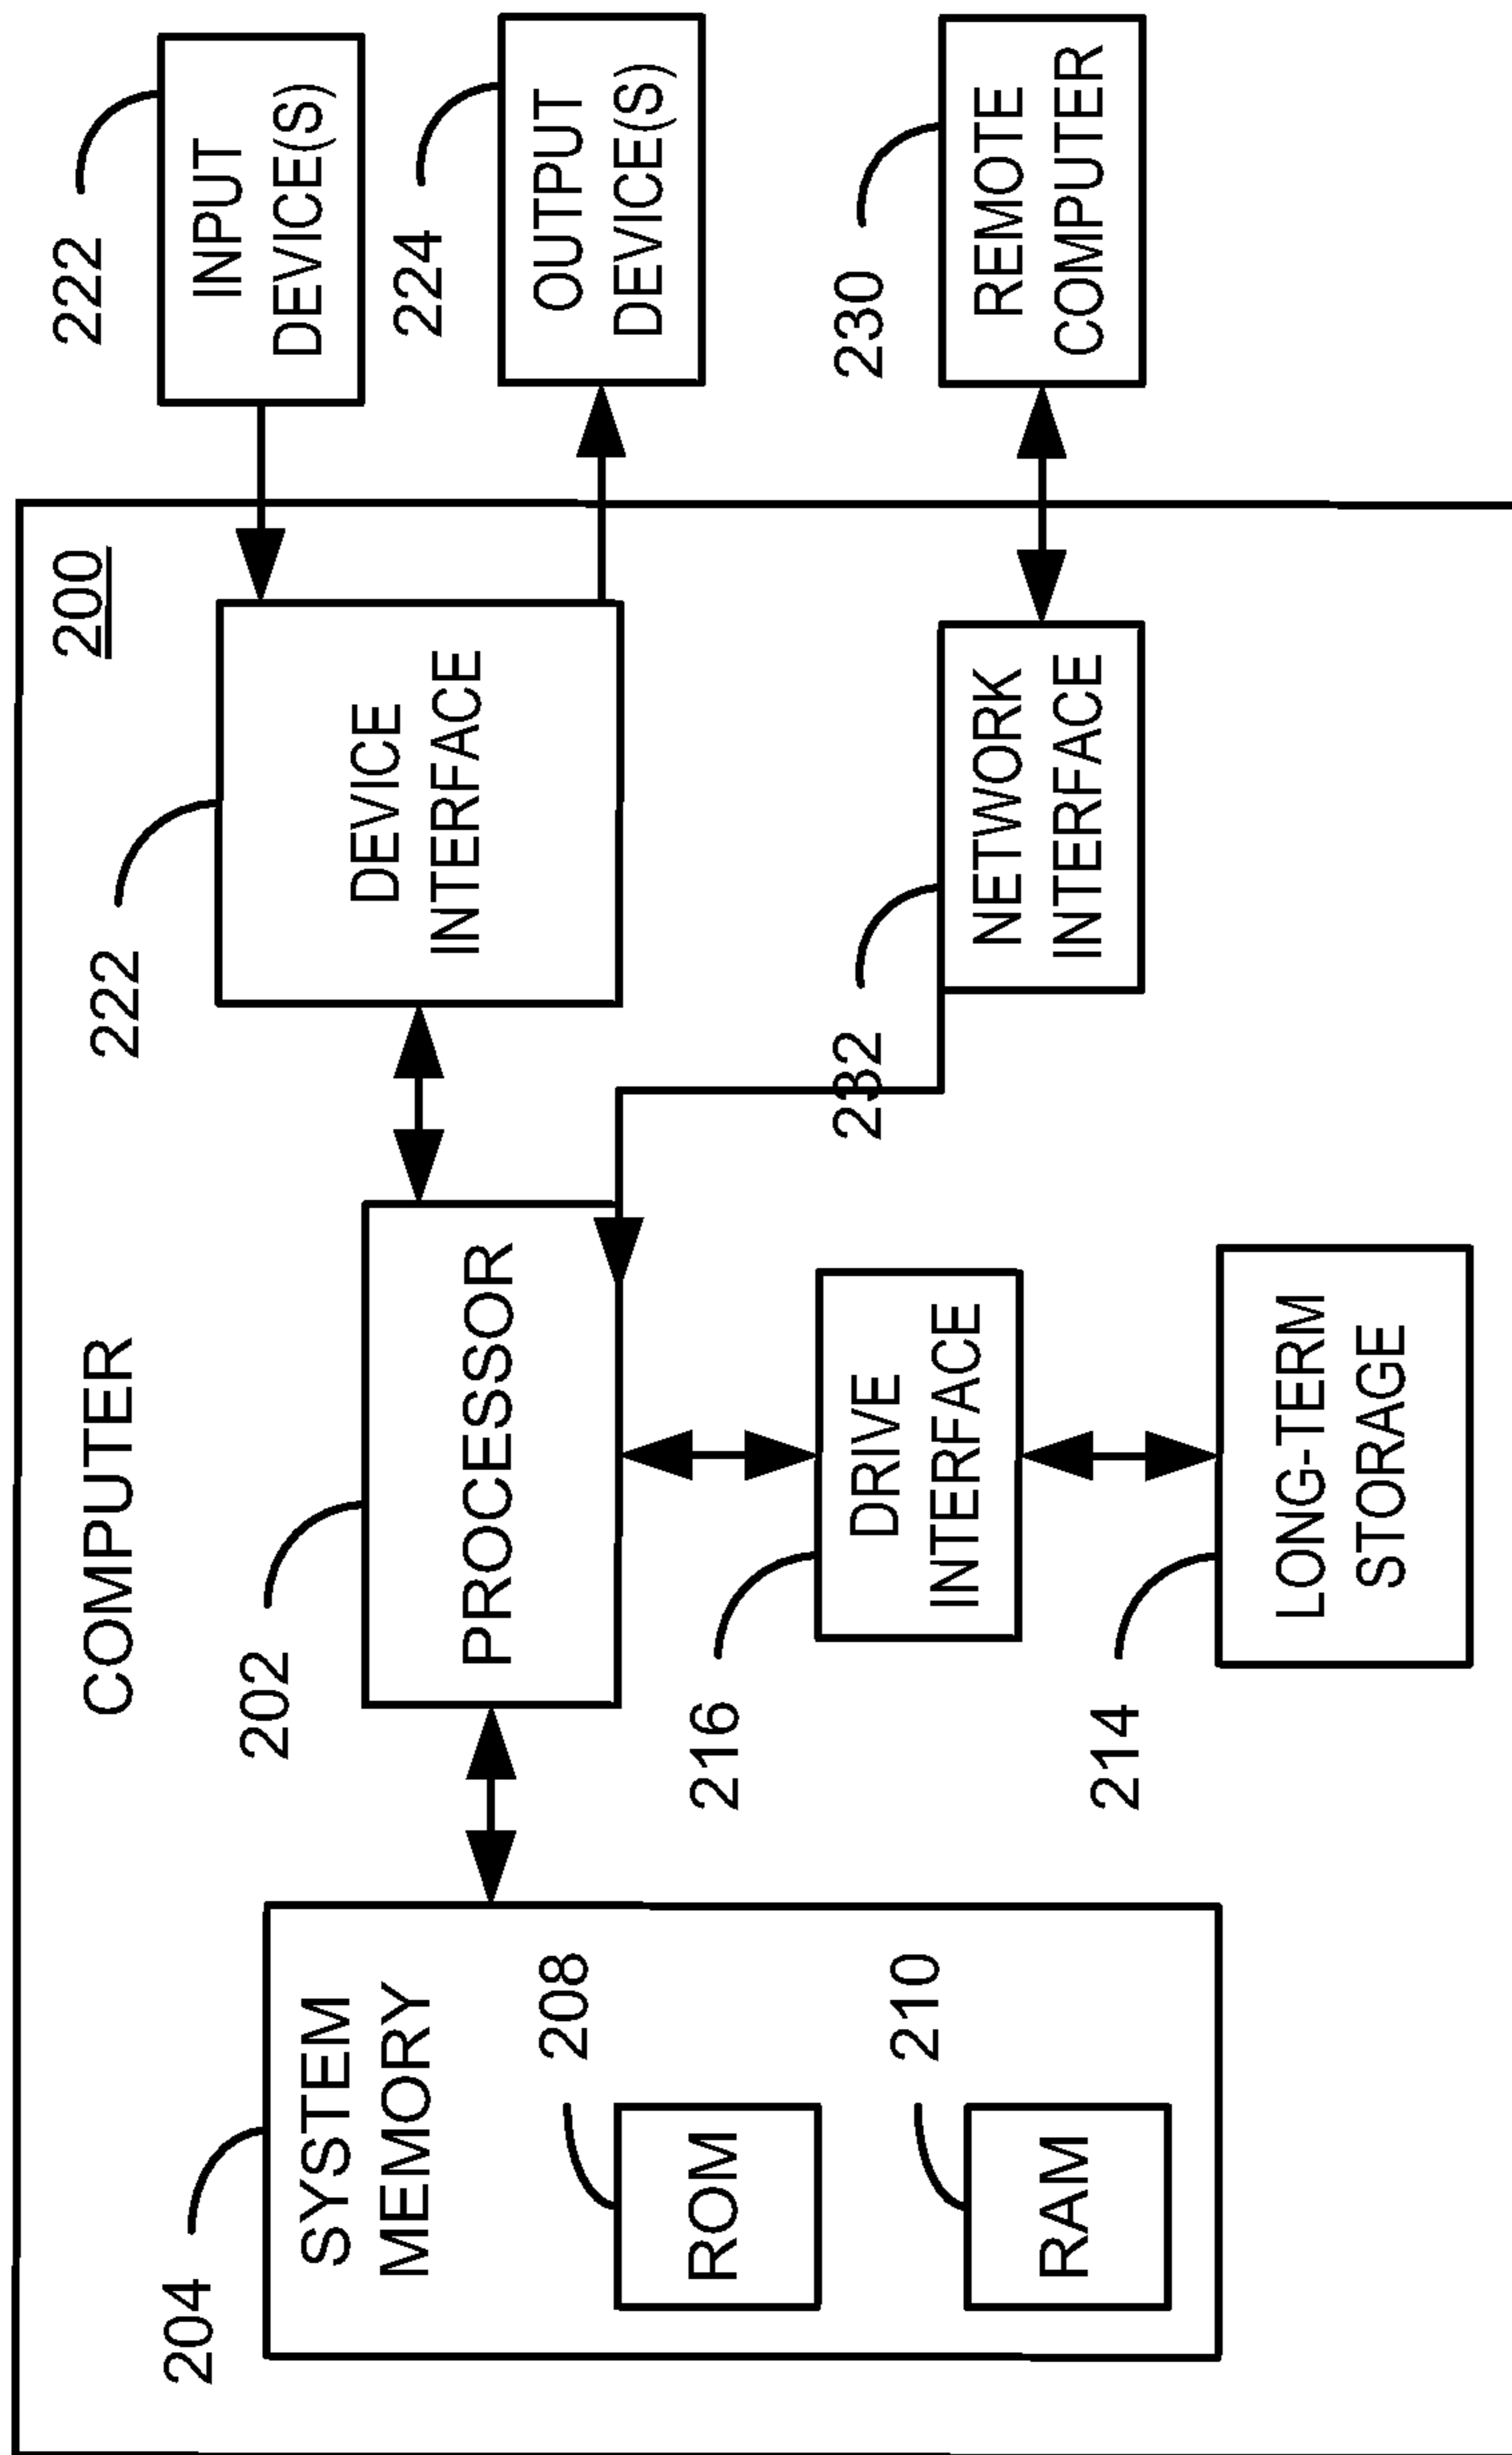 COMPUTER
200
204
SYSTEM
MEMORY
208
ROM
210
RAM
202
PROCESSOR
216
DRIVE
INTERFACE
214
LONG-TERM
STORAGE
222
DEVICE
INTERFACE
232
NETWORK
INTERFACE
222
INPUT
DEVICE(S)
224
OUTPUT
DEVICE(S)
230
REMOTE
COMPUTER